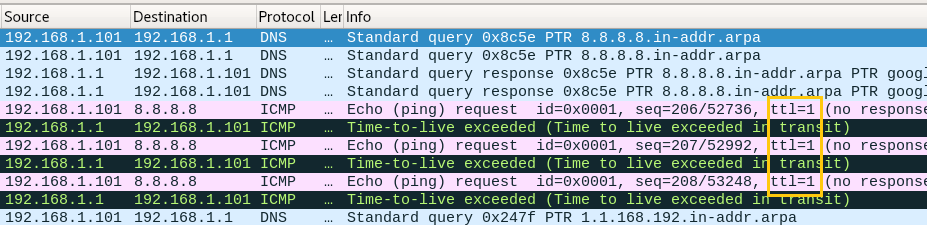 Source Destination Protocol Ler Info
192.168.1.101 192.168.1.1 DNS … Standard query 0x8c5e PTR 8.8.8.8.in-addr.arpa
192.168.1.101 192.168.1.1 DNS … Standard query 0x8c5e PTR 8.8.8.8.in-addr.arpa
192.168.1.1 192.168.1.101 DNS … Standard query response 0x8c5e PTR 8.8.8.8.in-addr.arpa PTR googl
192.168.1.1 192.168.1.101 DNS … Standard query response 0x8c5e PTR 8.8.8.8.in-addr.arpa PTR googl
192.168.1.101 8.8.8.8 ICMP … Echo (ping) request id=0x0001, seq=206/52736, ttl=1 (no response
192.168.1.1 192.168.1.101 ICMP … Time-to-live exceeded (Time to live exceeded in transit)
192.168.1.101 8.8.8.8 ICMP … Echo (ping) request id=0x0001, seq=207/52992, ttl=1 (no response
192.168.1.1 192.168.1.101 ICMP … Time-to-live exceeded (Time to live exceeded in transit)
192.168.1.101 8.8.8.8 ICMP … Echo (ping) request id=0x0001, seq=208/53248, ttl=1 (no response
192.168.1.1 192.168.1.101 ICMP … Time-to-live exceeded (Time to live exceeded in transit)
192.168.1.101 192.168.1.1 DNS … Standard query 0x247f PTR 1.1.168.192.in-addr.arpa